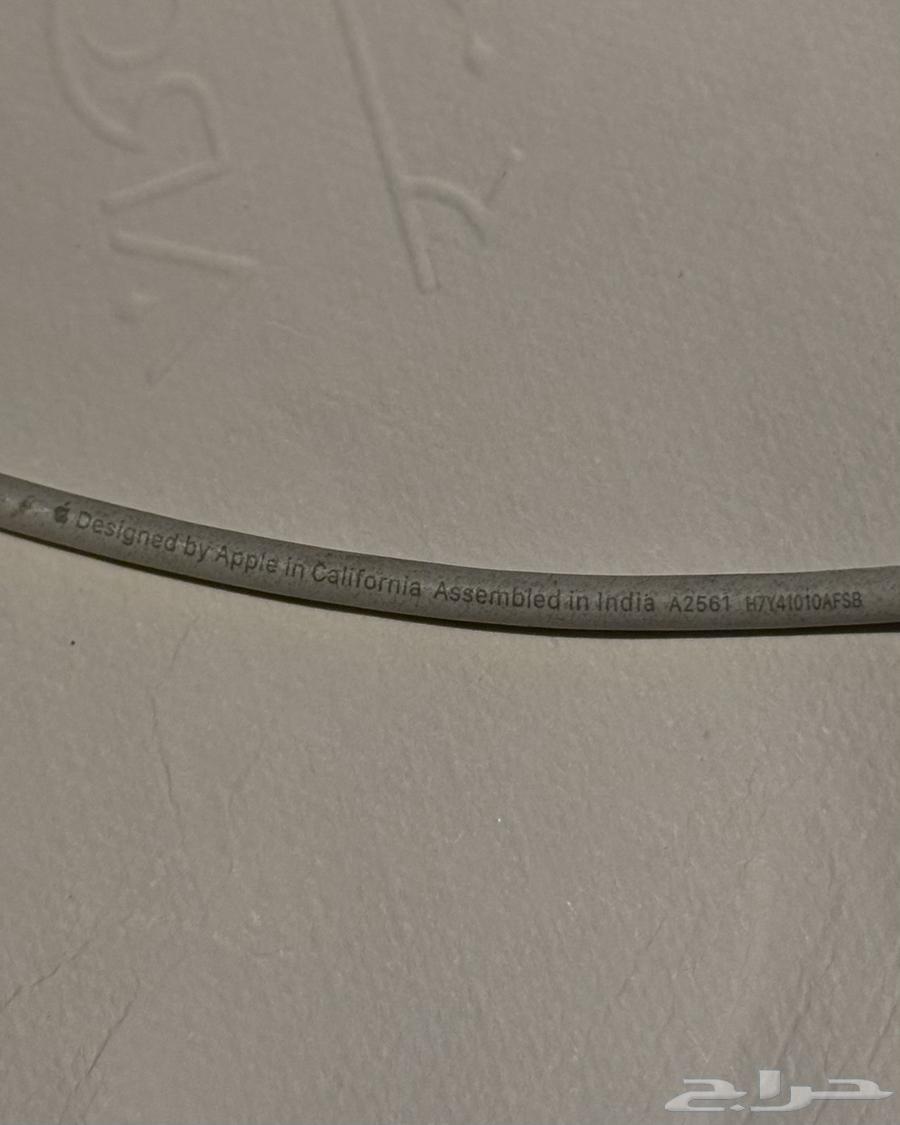 Designed by Apple in California Assembled in India A2561 H7Y41010AFSB
حراج